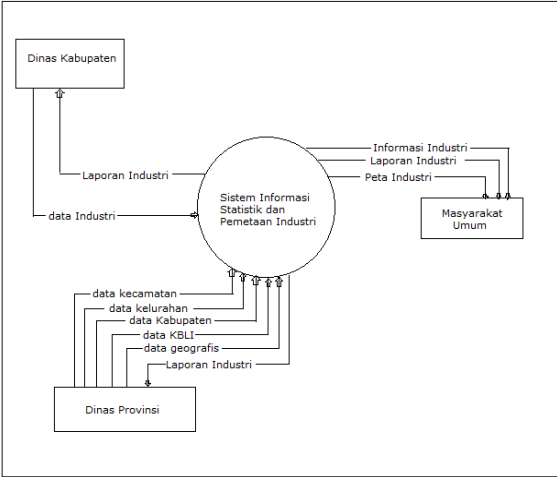 Dinas Kabupaten
Informasi Industri
Laporan Industri
Peta Industri
Laporan Industri
Sistem Informasi
Statistik dan
Pemetaan Industri
data Industri
Masyarakat
Umum
data kecamatan
data kelurahan
data Kabupaten
data KBLI
data geografis
Laporan Industri
Dinas Provinsi